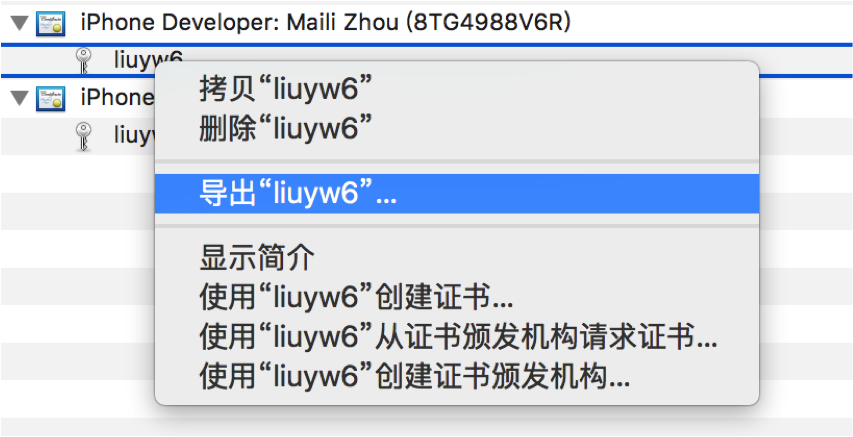 iPhone Developer: Maili Zhou (8TG4988V6R)
liuyw6
拷贝“liuyw6”
iPhone
删除“liuyw6”
导出“liuyw6”...
显示简介
使用“liuyw6”创建证书...
使用“liuyw6”从证书颁发机构请求证书...
使用“liuyw6”创建证书颁发机构...